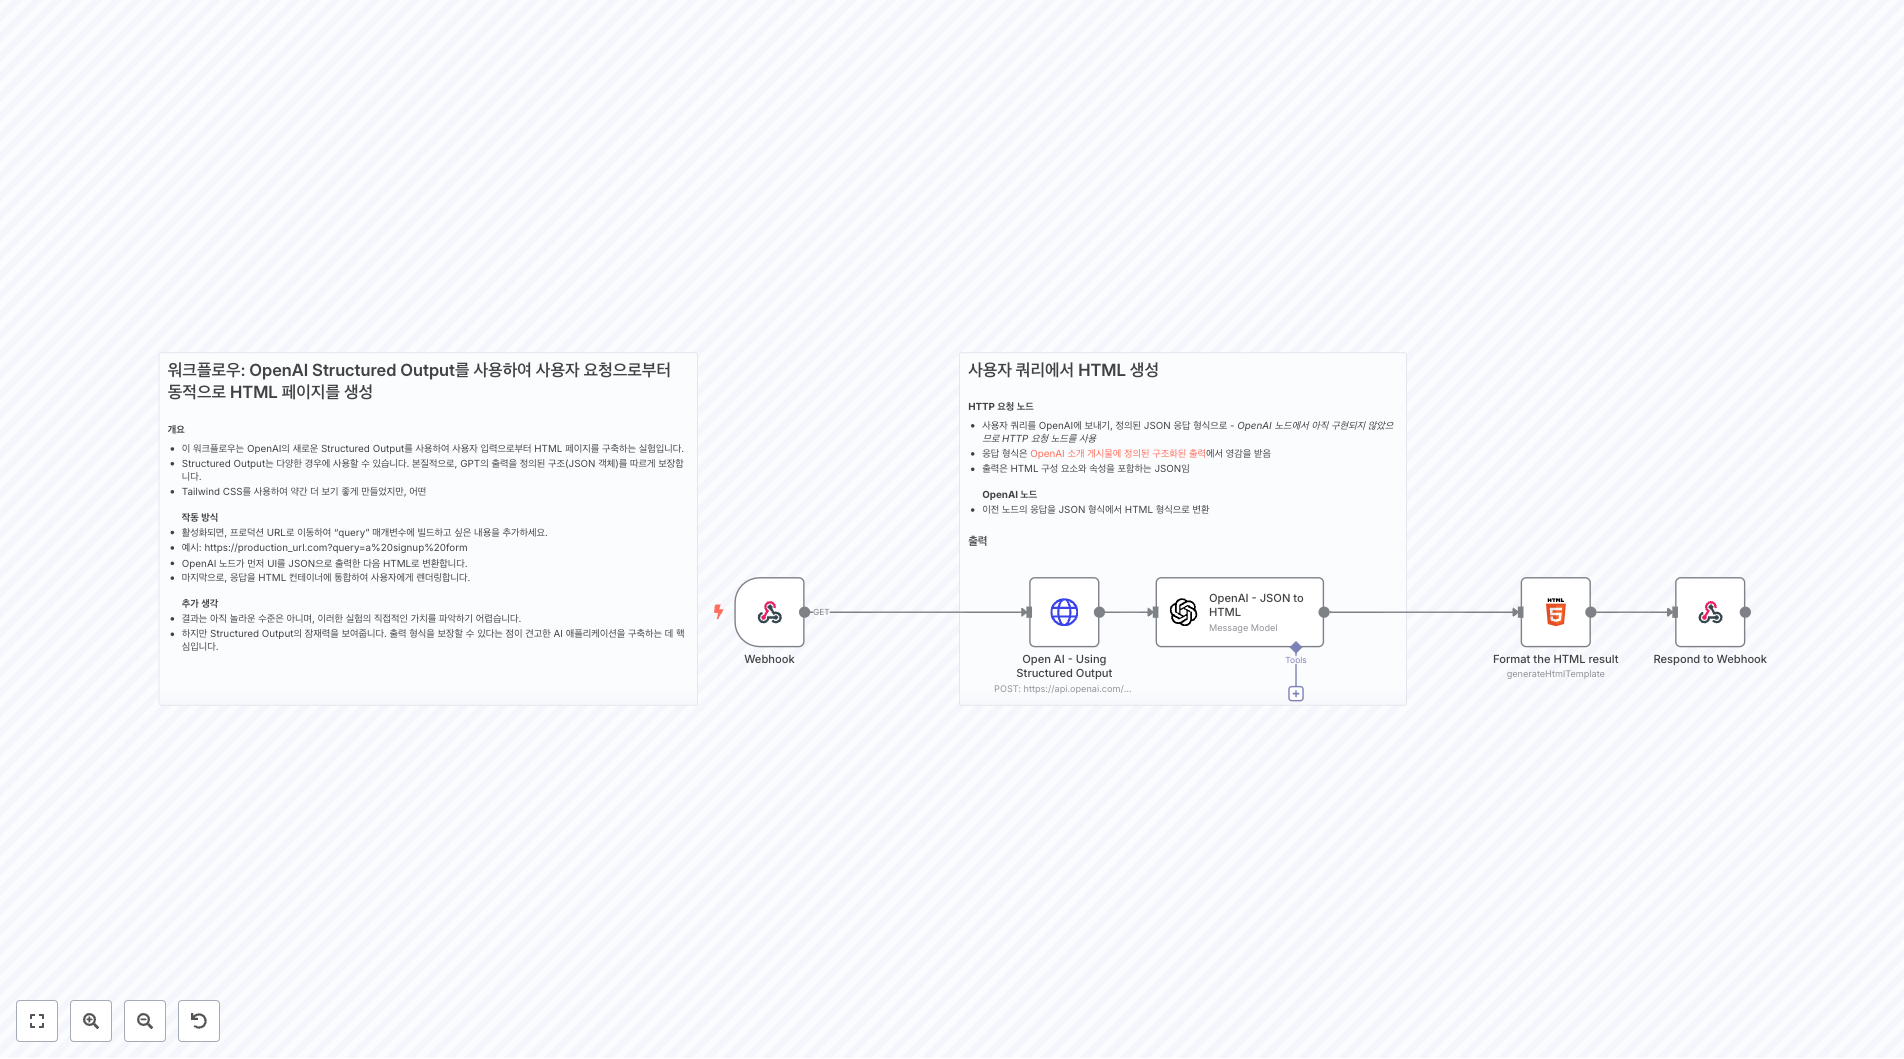 워크플로우: OpenAI Structured Output를 사용하여 사용자 요청으로부터
동적으로 HTML 페이지를 생성
개요
이 워크플로우는 OpenAI의 새로운 Structured Output를 사용하여 사용자 입력으로부터 HTML 페이지를 구축하는 실험입니다.
Structured Output는 다양한 경우에 사용할 수 있습니다. 본질적으로, GPT의 출력을 정의된 구조(JSON 객체)를 따르게 보장합
니다.
Tailwind CSS를 사용하여 약간 더 보기 좋게 만들었지만, 어떤
작동 방식
활성화되면, 프로덕션 URL로 이동하여 “query” 매개변수에 빌드하고 싶은 내용을 추가하세요.
예시: https://production_url.com?query=a%20signup%20form
OpenAI 노드가 먼저 UI를 JSON으로 출력한 다음 HTML로 변환합니다.
마지막으로, 응답을 HTML 컨테이너에 통합하여 사용자에게 렌더링합니다.
추가 생각
결과는 아직 놀라운 수준은 아니며, 이러한 실험의 직접적인 가치를 파악하기 어렵습니다.
하지만 Structured Output의 잠재력을 보여줍니다. 출력 형식을 보장할 수 있다는 점이 견고한 AI 애플리케이션을 구축하는 데 핵
심입니다.
사용자 쿼리에서 HTML 생성
HTTP 요청 노드
사용자 쿼리를 OpenAI에 보내기, 정의된 JSON 응답 형식으로 - OpenAI 노드에서 아직 구현되지 않았으
므로 HTTP 요청 노드를 사용
응답 형식은 OpenAI 소개 게시물에 정의된 구조화된 출력에서 영감을 받음
출력은 HTML 구성 요소와 속성을 포함하는 JSON임
OpenAI 노드
이전 노드의 응답을 JSON 형식에서 HTML 형식으로 변환
출력
GET
Webhook
Open AI - Using
Structured Output
POST: https://api.openai.com/...
OpenAI - JSON to
HTML
Message Model
Tools
HTML
Format the HTML result
generateHtmlTemplate
Respond to Webhook